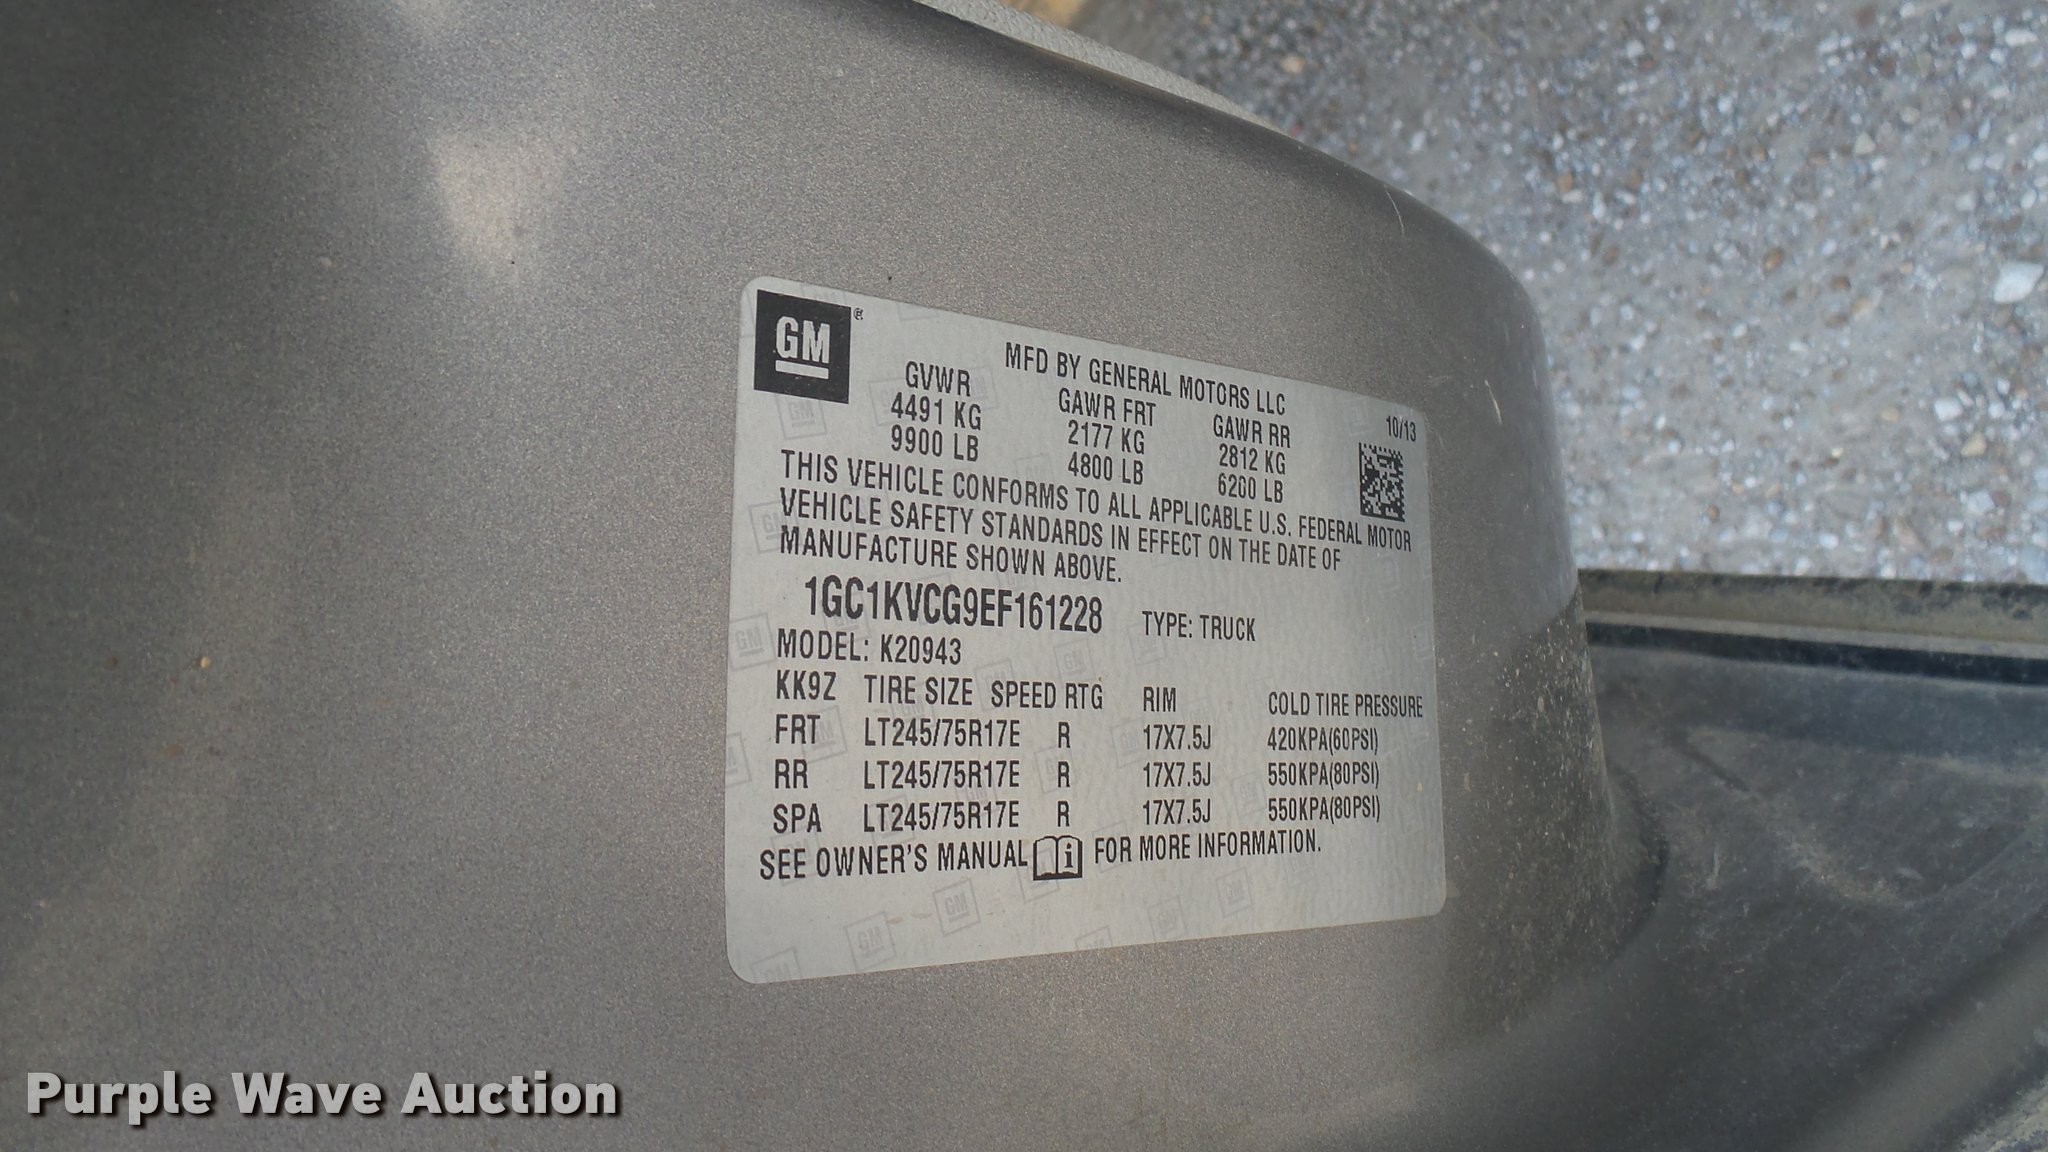 GM
MFD BY GENERAL MOTORS LLC
10/13
GVWR GAWR FRT GAWR RR
4491 KG 2177 KG 2812 KG
9900 LB 4800 LB 6200 LB
THIS VEHICLE CONFORMS TO ALL APPLICABLE U.S. FEDERAL MOTOR
VEHICLE SAFETY STANDARDS IN EFFECT ON THE DATE OF
MANUFACTURE SHOWN ABOVE.
1GC1KVCG9EF161228 TYPE: TRUCK
MODEL: K20943
KK9Z TIRE SIZE SPEED RTG RIM COLD TIRE PRESSURE
FRT LT245/75R17E R 17X7.5J 420KPA(60PSI)
RR LT245/75R17E R 17X7.5J 550KPA(80PSI)
SPA LT245/75R17E R 17X7.5J 550KPA(80PSI)
SEE OWNER'S MANUAL i FOR MORE INFORMATION.
Purple Wave Auction